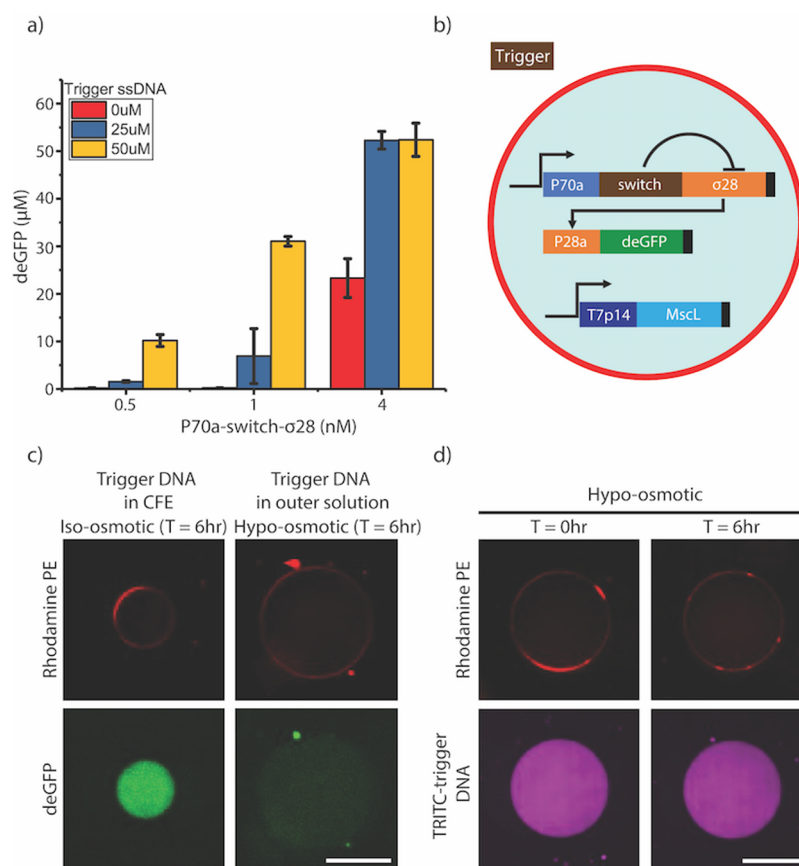 a)
Trigger ssDNA
0uM
25uM
50uM
60
50
40
30
20
10
0
deGFP (μM)
0.5 1 4
P70a-switch-σ28 (nM)
b)
Trigger
P70a switch σ28
P28a deGFP
T7p14 MscL
c)
Trigger DNA
in CFE
Iso-osmotic (T = 6hr)
Trigger DNA
in outer solution
Hypo-osmotic (T = 6hr)
Rhodamine PE
deGFP
d)
Hypo-osmotic
T = 0hr T = 6hr
Rhodamine PE
TRITC-trigger
DNA